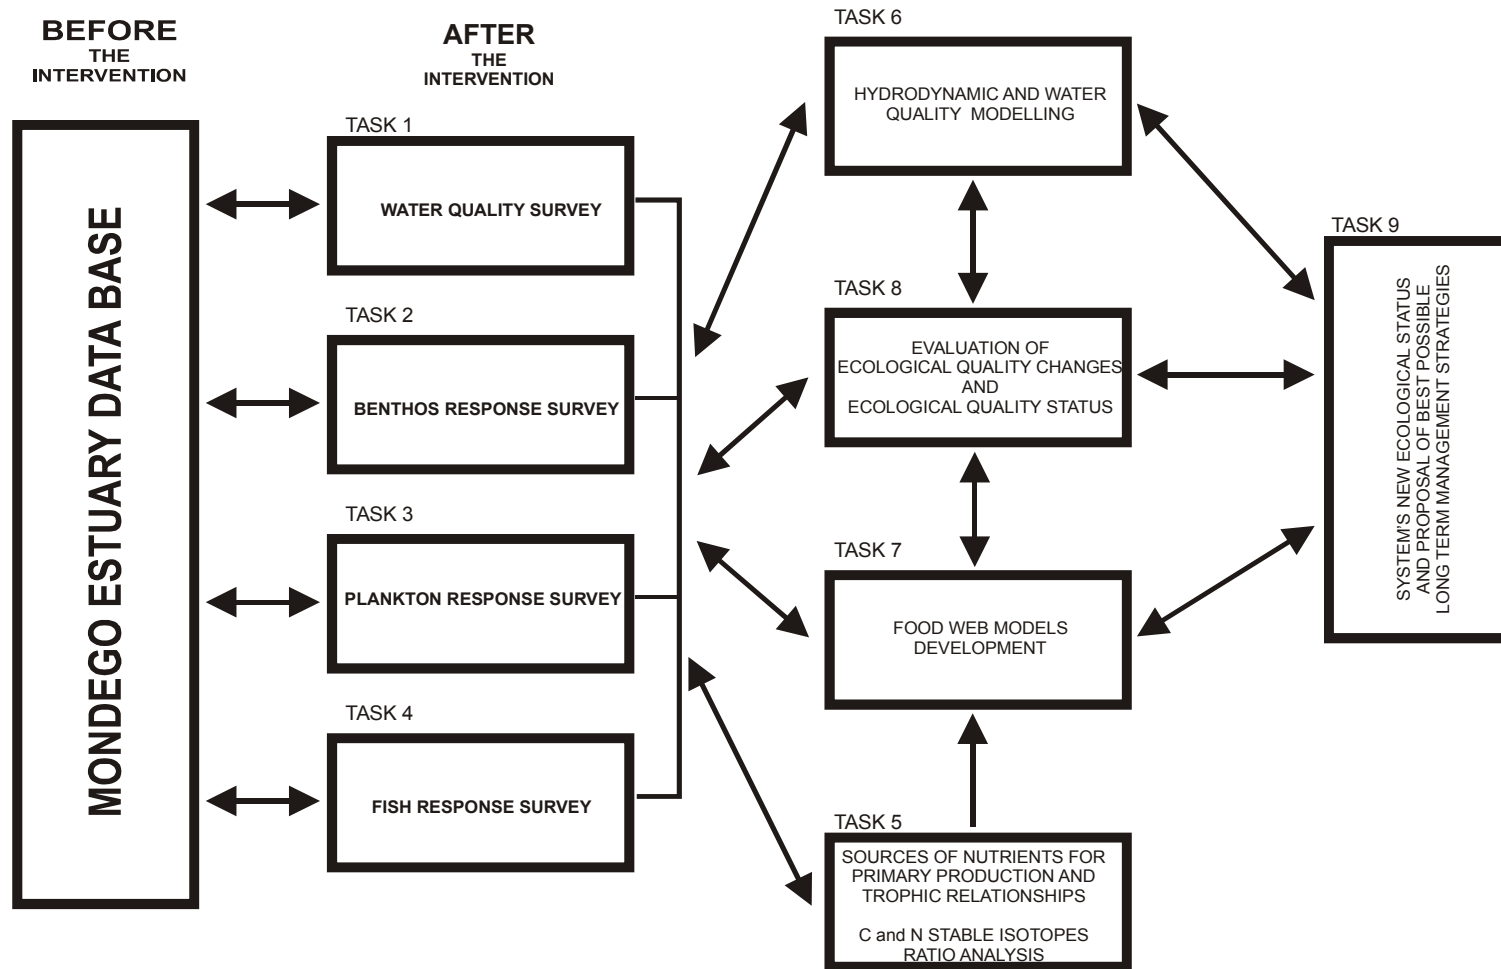 BEFORE
THE
INTERVENTION
MONDEGO ESTUARY DATA BASE
AFTER
THE
INTERVENTION
TASK 1
WATER QUALITY SURVEY
TASK 2
BENTHOS RESPONSE SURVEY
TASK 3
PLANKTON RESPONSE SURVEY
TASK 4
FISH RESPONSE SURVEY
TASK 6
HYDRODYNAMIC AND WATER
QUALITY MODELLING
TASK 8
EVALUATION OF
ECOLOGICAL QUALITY CHANGES
AND
ECOLOGICAL QUALITY STATUS
TASK 7
FOOD WEB MODELS
DEVELOPMENT
TASK 5
SOURCES OF NUTRIENTS FOR
PRIMARY PRODUCTION AND
TROPHIC RELATIONSHIPS
C and N STABLE ISOTOPES
RATIO ANALYSIS
TASK 9
SYSTEM'S NEW ECOLOGICAL STATUS
AND PROPOSAL OF BEST POSSIBLE
LONG TERM MANAGEMENT STRATEGIES